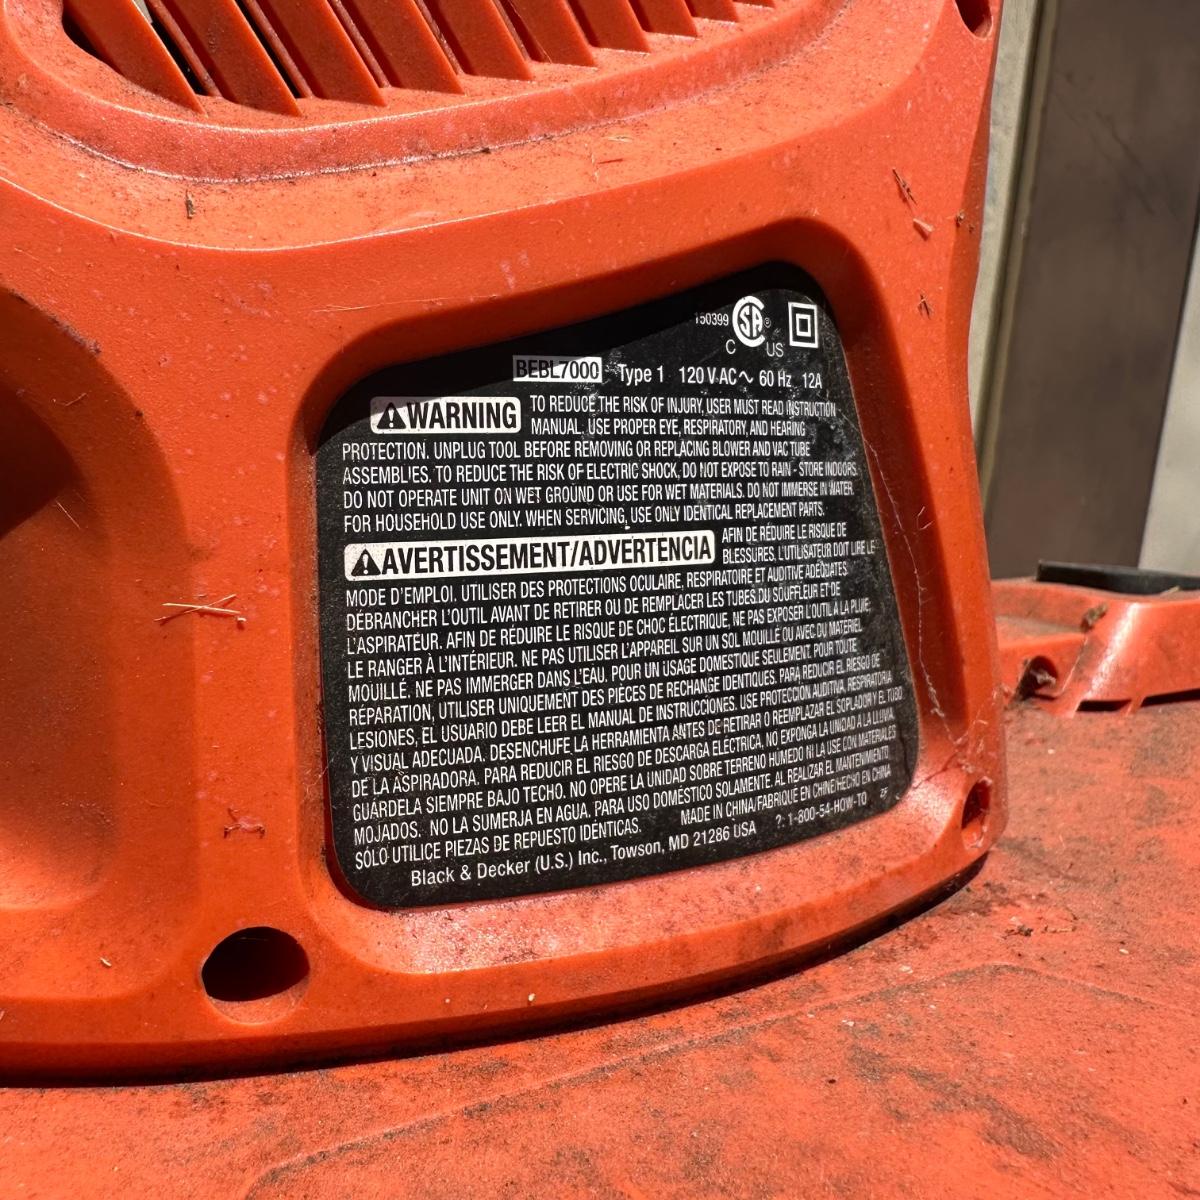 150399 SA ®
C US
BEBL7000 Type 1 120 V AC ~ 60 Hz 12A
⚠WARNING TO REDUCE THE RISK OF INJURY, USER MUST READ INSTRUCTION
MANUAL. USE PROPER EYE, RESPIRATORY, AND HEARING
PROTECTION. UNPLUG TOOL BEFORE REMOVING OR REPLACING BLOWER AND VAC TUBE
ASSEMBLIES. TO REDUCE THE RISK OF ELECTRIC SHOCK, DO NOT EXPOSE TO RAIN - STORE INDOORS.
DO NOT OPERATE UNIT ON WET GROUND OR USE FOR WET MATERIALS. DO NOT IMMERSE IN WATER.
FOR HOUSEHOLD USE ONLY. WHEN SERVICING, USE ONLY IDENTICAL REPLACEMENT PARTS.
⚠AVERTISSEMENT/ADVERTENCIA AFIN DE RÉDUIRE LE RISQUE DE
BLESSURES, L'UTILISATEUR DOIT LIRE LE
MODE D'EMPLOI. UTILISER DES PROTECTIONS OCULAIRE, RESPIRATOIRE ET AUDITIVE ADÉQUATES.
DÉBRANCHER L'OUTIL AVANT DE RETIRER OU DE REMPLACER LES TUBES DU SOUFFLEUR ET DE
L'ASPIRATEUR. AFIN DE RÉDUIRE LE RISQUE DE CHOC ÉLECTRIQUE, NE PAS EXPOSER L'OUTIL À LA PLUIE;
LE RANGER À L'INTÉRIEUR. NE PAS UTILISER L'APPAREIL SUR UN SOL MOUILLÉ OU AVEC DU MATÉRIEL
MOUILLÉ. NE PAS IMMERGER DANS L'EAU. POUR UN USAGE DOMESTIQUE SEULEMENT. POUR TOUTE
RÉPARATION, UTILISER UNIQUEMENT DES PIÈCES DE RECHANGE IDENTIQUES. PARA REDUCIR EL RIESGO DE
LESIONES, EL USUARIO DEBE LEER EL MANUAL DE INSTRUCCIONES. USE PROTECCIÓN AUDITIVA, RESPIRATORIA
Y VISUAL ADECUADA. DESENCHUFE LA HERRAMIENTA ANTES DE RETIRAR O REEMPLAZAR EL SOPLADOR Y EL TUBO
DE LA ASPIRADORA. PARA REDUCIR EL RIESGO DE DESCARGA ELÉCTRICA, NO EXPONGA LA UNIDAD A LA LLUVIA.
GUÁRDELA SIEMPRE BAJO TECHO. NO OPERE LA UNIDAD SOBRE TERRENO HÚMEDO NI LA USE CON MATERIALES
MOJADOS. NO LA SUMERJA EN AGUA. PARA USO DOMÉSTICO SOLAMENTE. AL REALIZAR EL MANTENIMIENTO,
SÓLO UTILICE PIEZAS DE REPUESTO IDÉNTICAS. MADE IN CHINA/FABRIQUÉ EN CHINE/HECHO EN CHINA
Black & Decker (U.S.) Inc., Towson, MD 21286 USA ?: 1-800-54-HOW-TO ZF